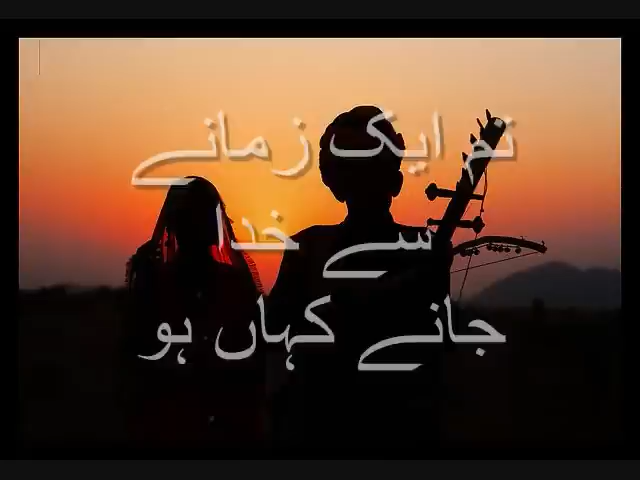 تم ایک زمانے
سے خدا
جانے کہاں ہو